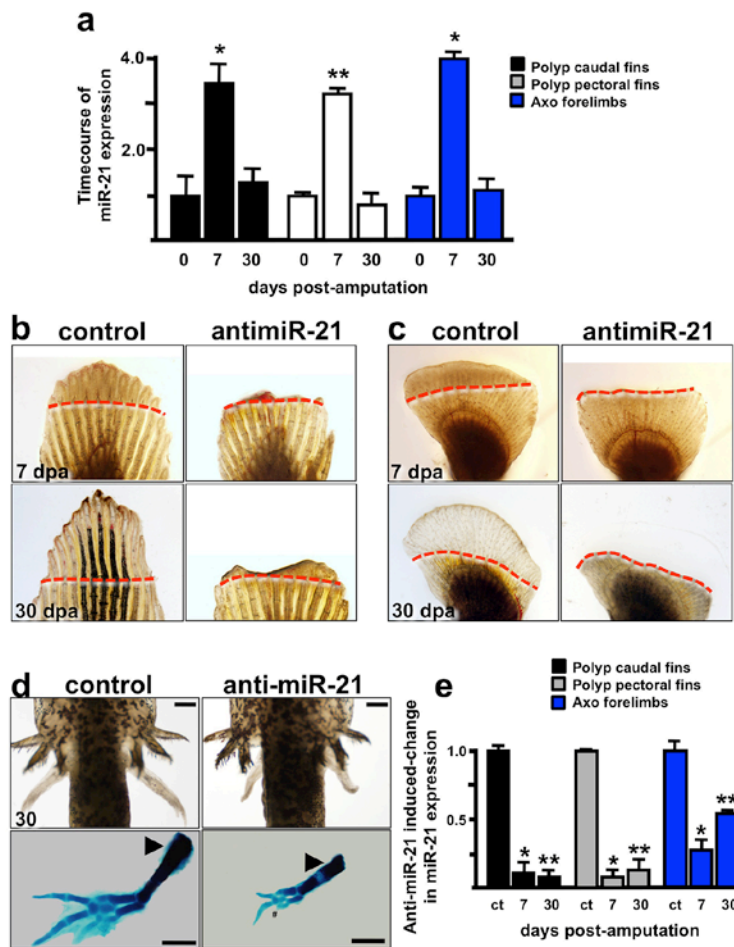 a
Timecourse of
miR-21 expression
4.0
2.0
*
**
*
Polyp caudal fins
Polyp pectoral fins
Axo forelimbs
0 7 30 0 7 30 0 7 30
days post-amputation
b
control antimiR-21
7 dpa
30 dpa
c
control antimiR-21
7 dpa
30 dpa
d
control anti-miR-21
30
#
e
Polyp caudal fins
Polyp pectoral fins
Axo forelimbs
Anti-miR-21 induced-change
in miR-21 expression
1.0
0.5
* ** * ** * **
ct 7 30 ct 7 30 ct 7 30
days post-amputation